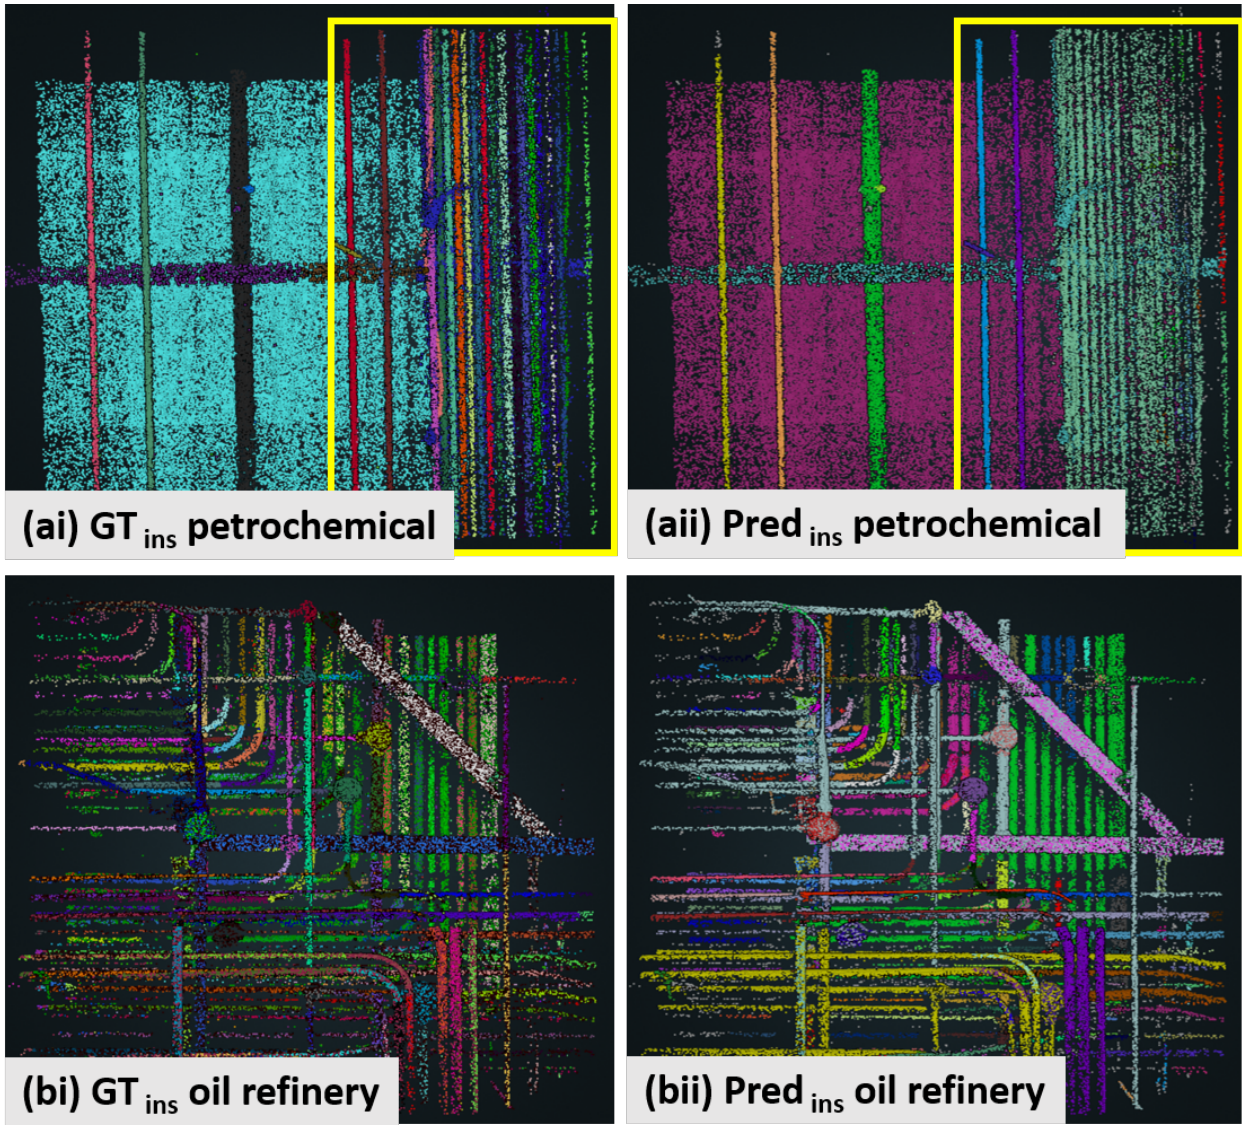 (ai) GT ins petrochemical
(aii) Pred ins petrochemical
(bi) GT ins oil refinery
(bii) Pred ins oil refinery